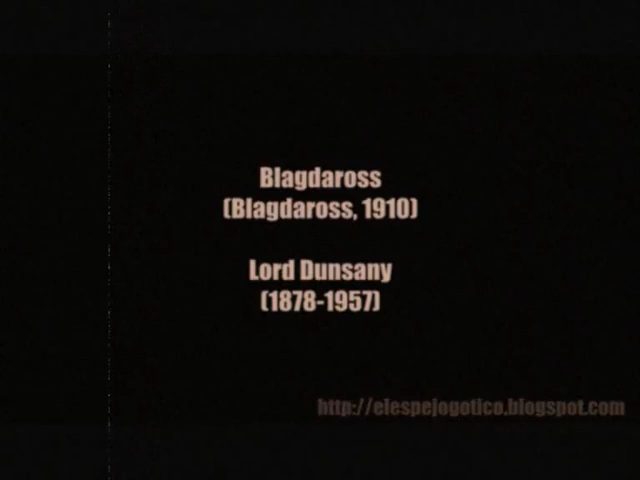 Blagdaross
(Blagdaross, 1910)
Lord Dunsany
(1878-1957)
http://elespejogotico.blogspot.com